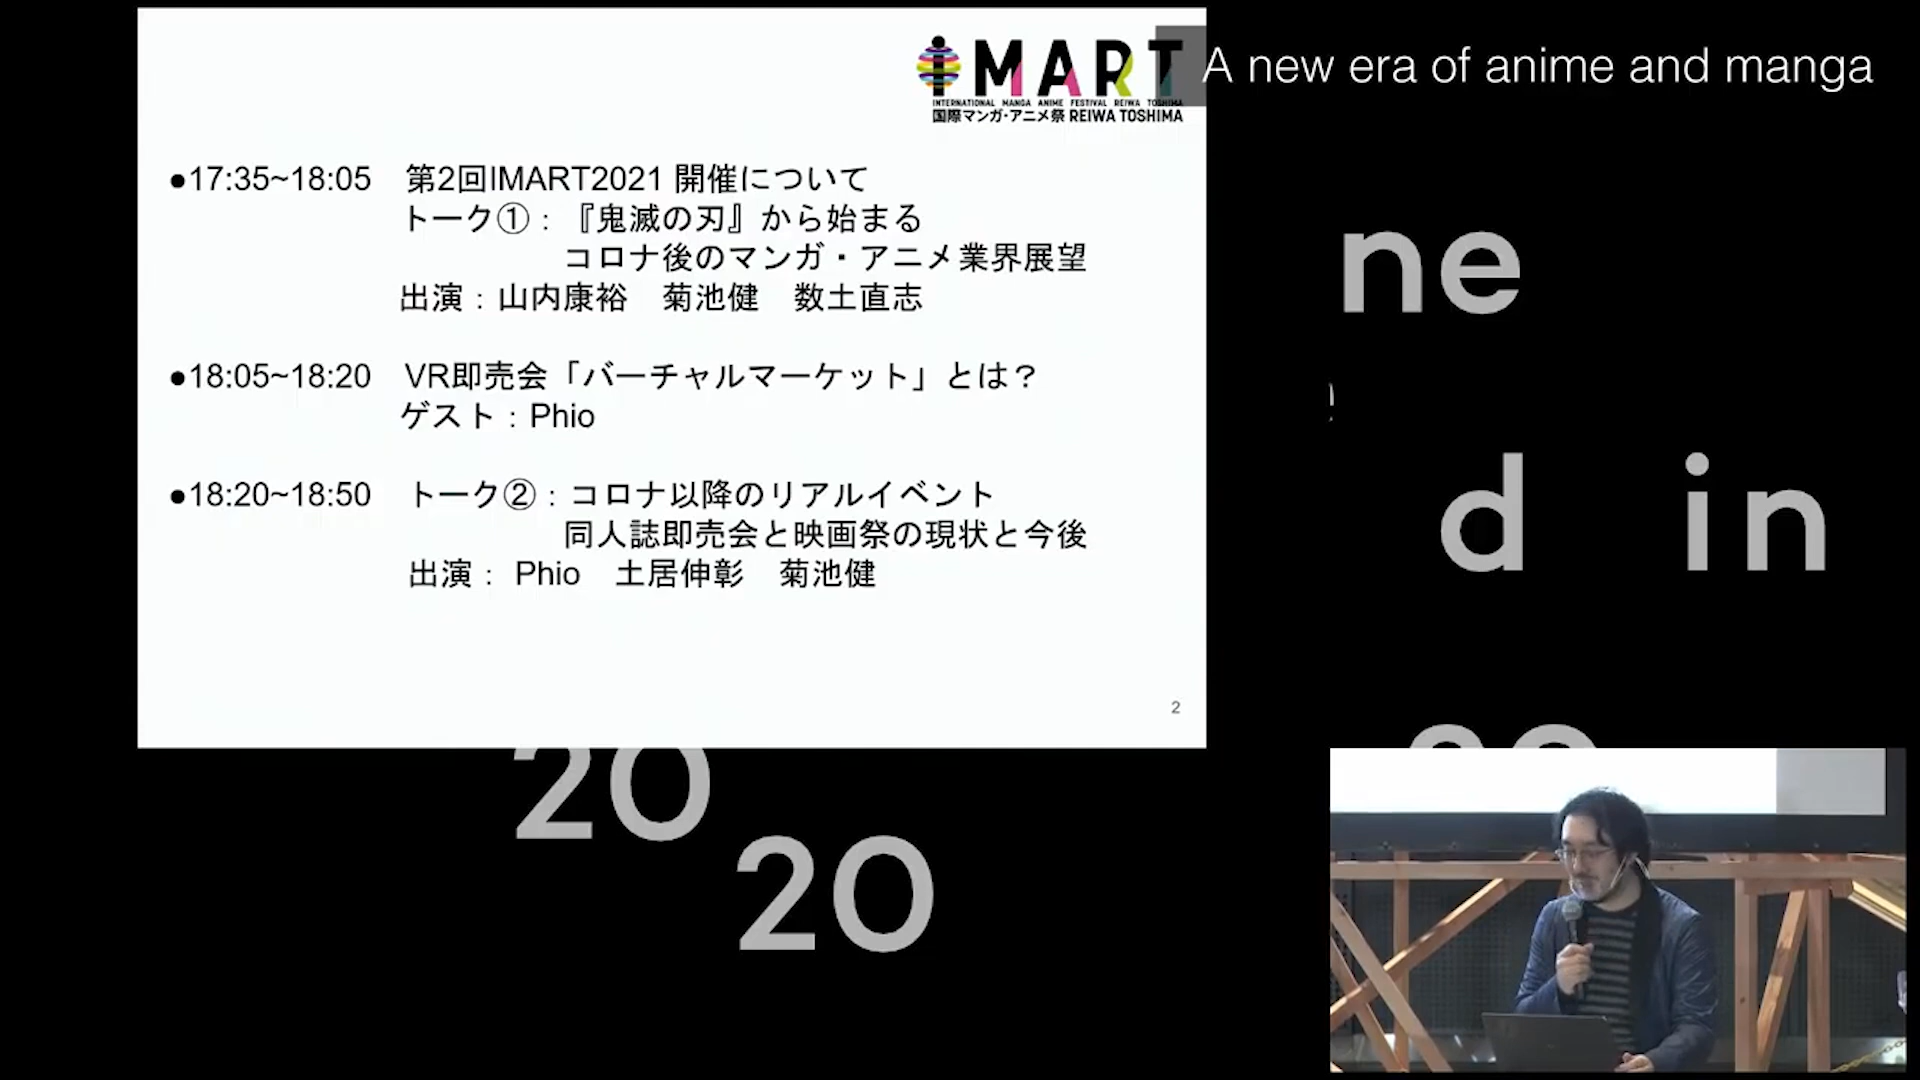 iMART
INTERNATIONAL MANGA ANIME FESTIVAL REIWA TOSHIMA
国際マンガ・アニメ祭 REIWA TOSHIMA
A new era of anime and manga
●17:35~18:05 第2回IMART2021 開催について
トーク①：『鬼滅の刃』から始まる
コロナ後のマンガ・アニメ業界展望
出演：山内康裕 菊池健 数土直志
●18:05~18:20 VR即売会「バーチャルマーケット」とは？
ゲスト：Phio
●18:20~18:50 トーク②：コロナ以降のリアルイベント
同人誌即売会と映画祭の現状と今後
出演： Phio 土居伸彰 菊池健
2
ne
d in
20
20